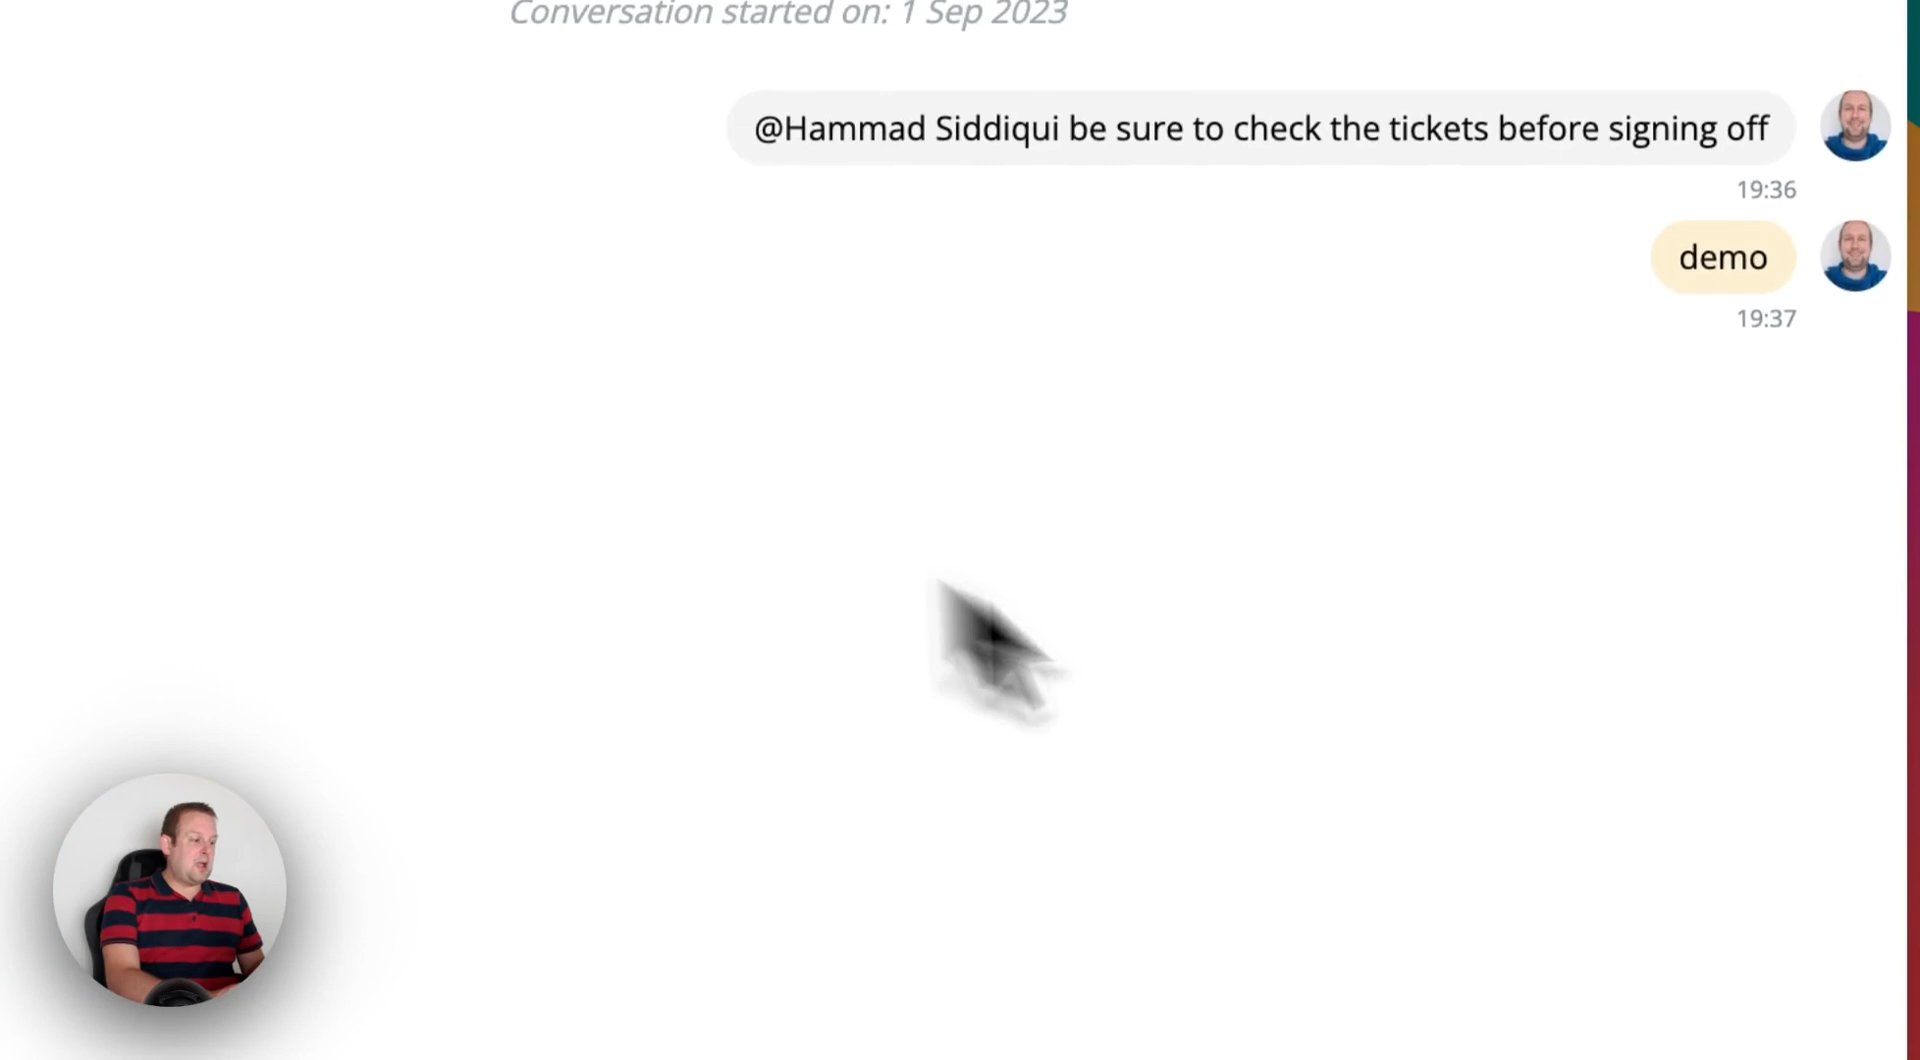 Conversation started on: 1 Sep 2023
@Hammad Siddiqui be sure to check the tickets before signing off
19:36
demo
19:37